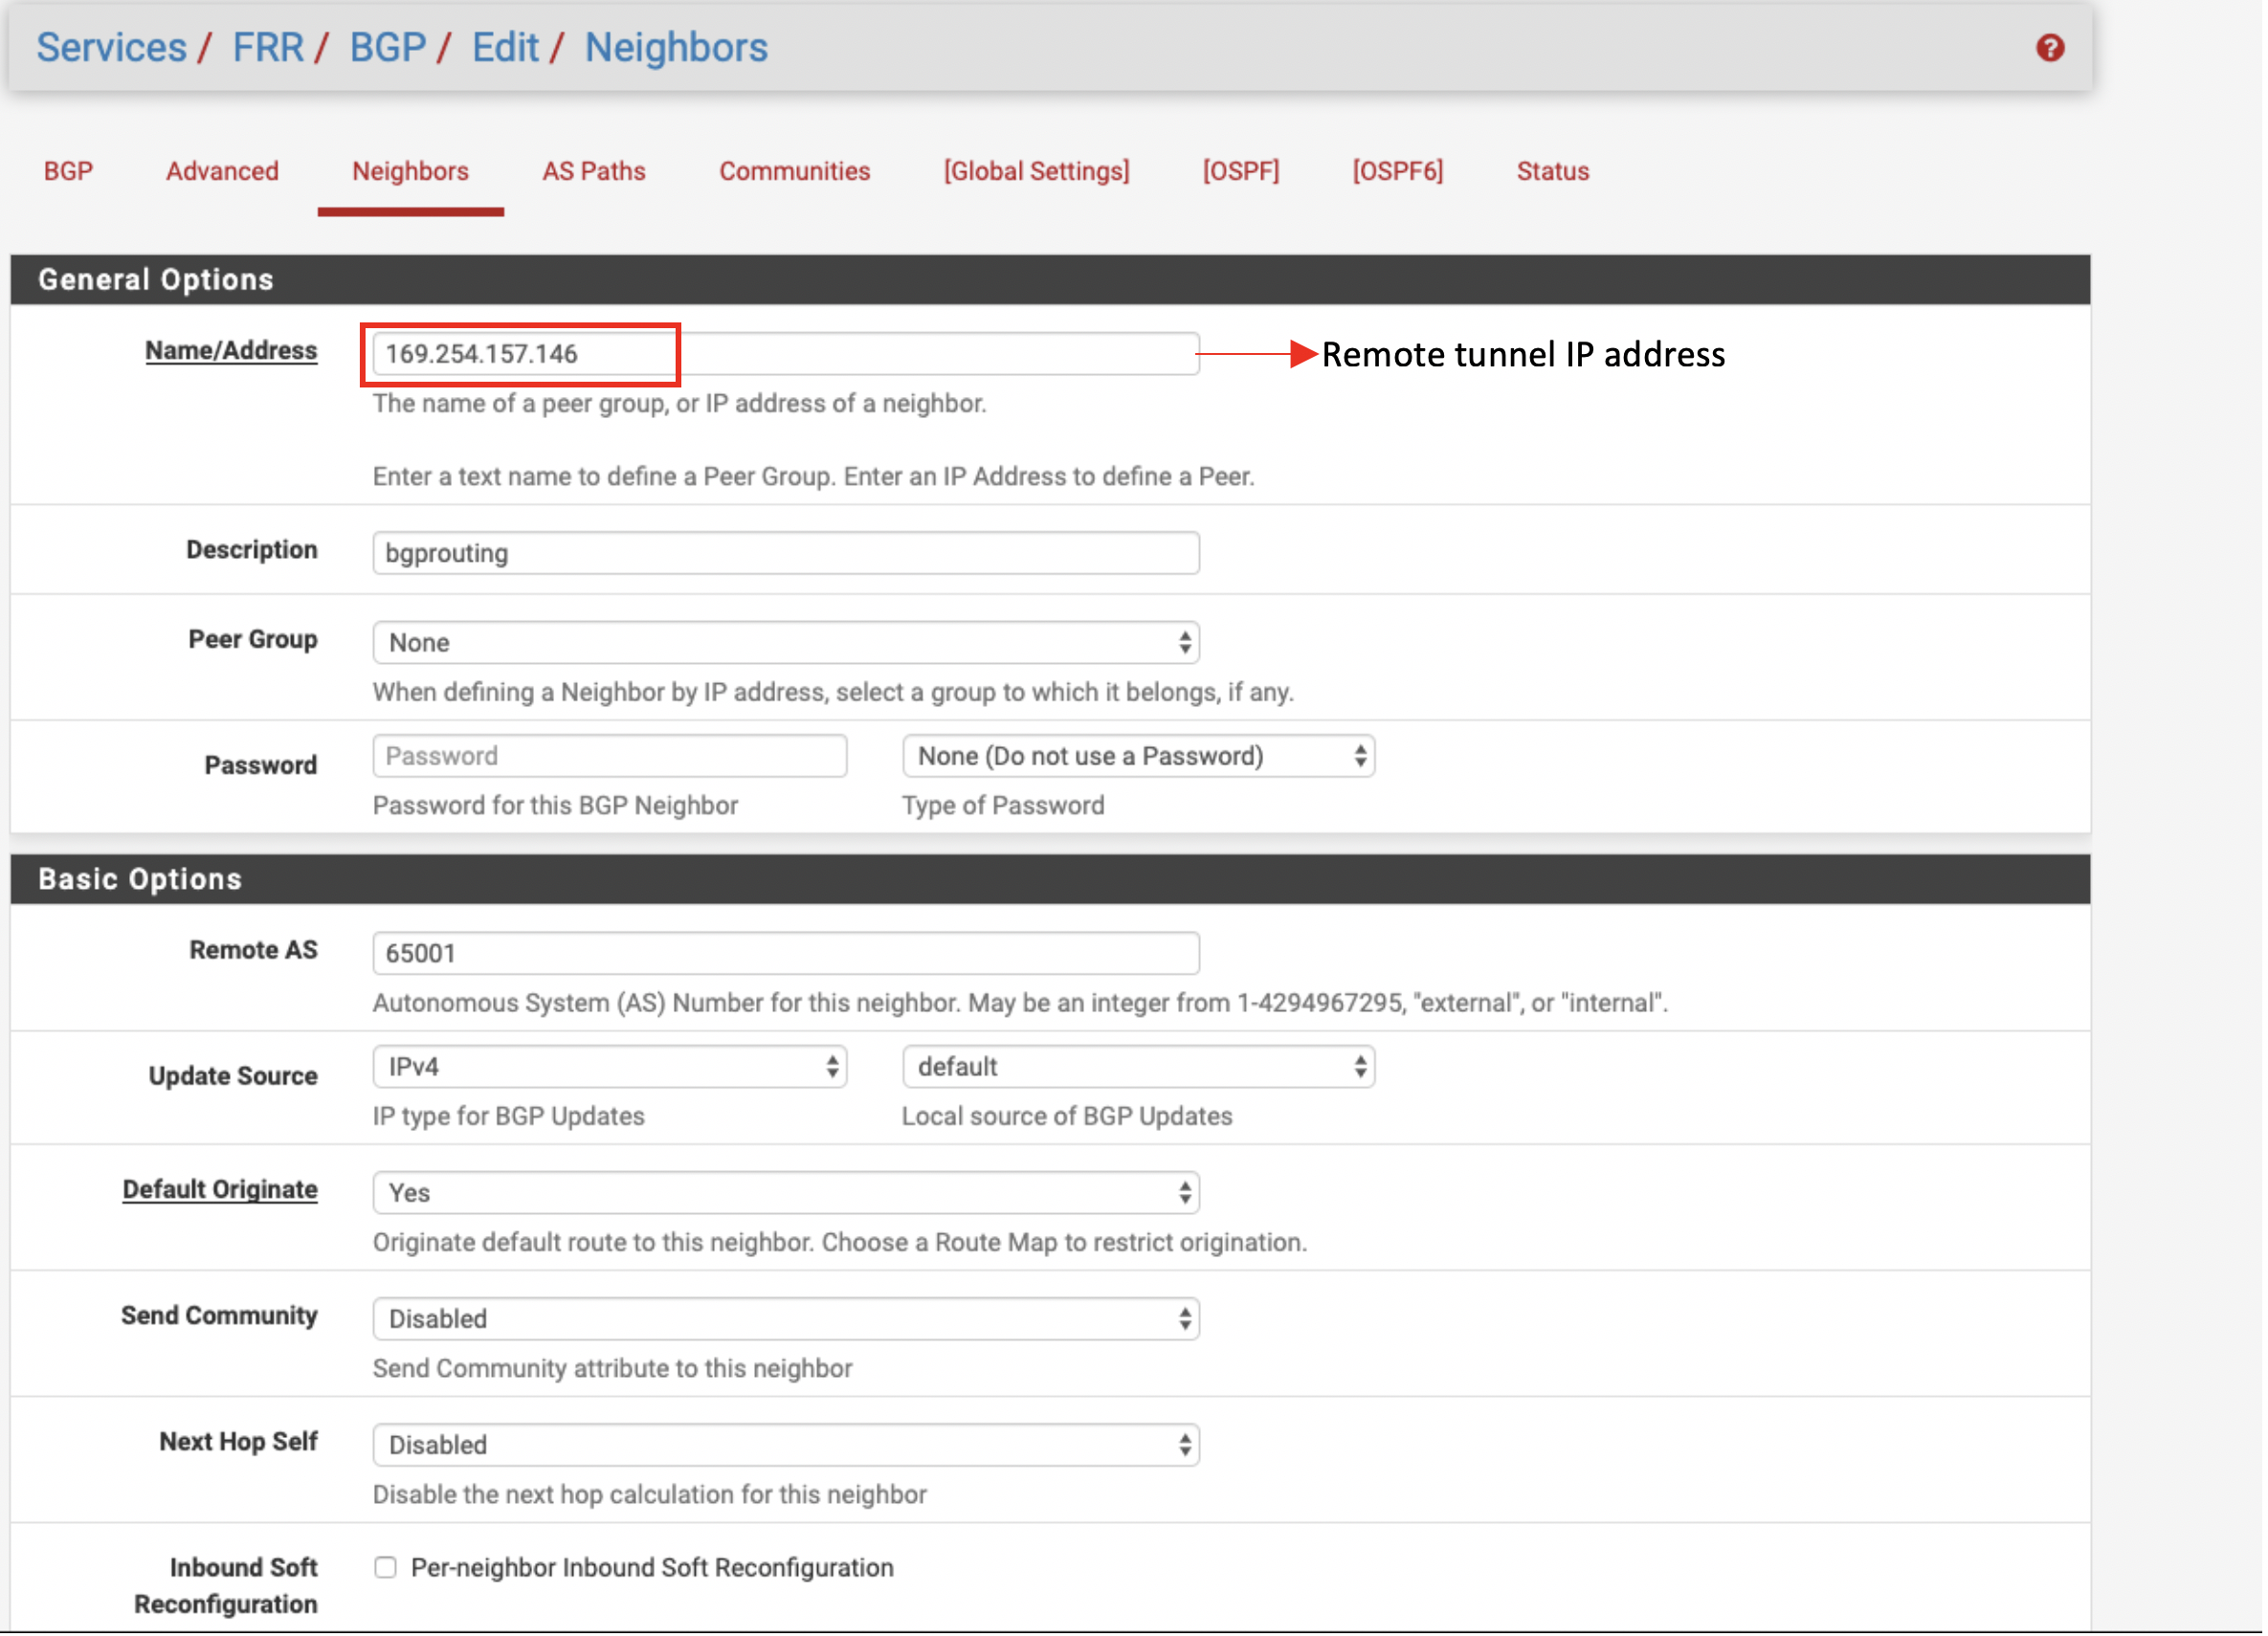 Services / FRR / BGP / Edit / Neighbors
BGP Advanced Neighbors AS Paths Communities [Global Settings] [OSPF] [OSPF6] Status
General Options
Name/Address 169.254.157.146 Remote tunnel IP address
The name of a peer group, or IP address of a neighbor.
Enter a text name to define a Peer Group. Enter an IP Address to define a Peer.
Description bgprouting
Peer Group None
When defining a Neighbor by IP address, select a group to which it belongs, if any.
Password Password None (Do not use a Password)
Password for this BGP Neighbor Type of Password
Basic Options
Remote AS 65001
Autonomous System (AS) Number for this neighbor. May be an integer from 1-4294967295, "external", or "internal".
Update Source IPv4 default
IP type for BGP Updates Local source of BGP Updates
Default Originate Yes
Originate default route to this neighbor. Choose a Route Map to restrict origination.
Send Community Disabled
Send Community attribute to this neighbor
Next Hop Self Disabled
Disable the next hop calculation for this neighbor
Inbound Soft Per-neighbor Inbound Soft Reconfiguration
Reconfiguration